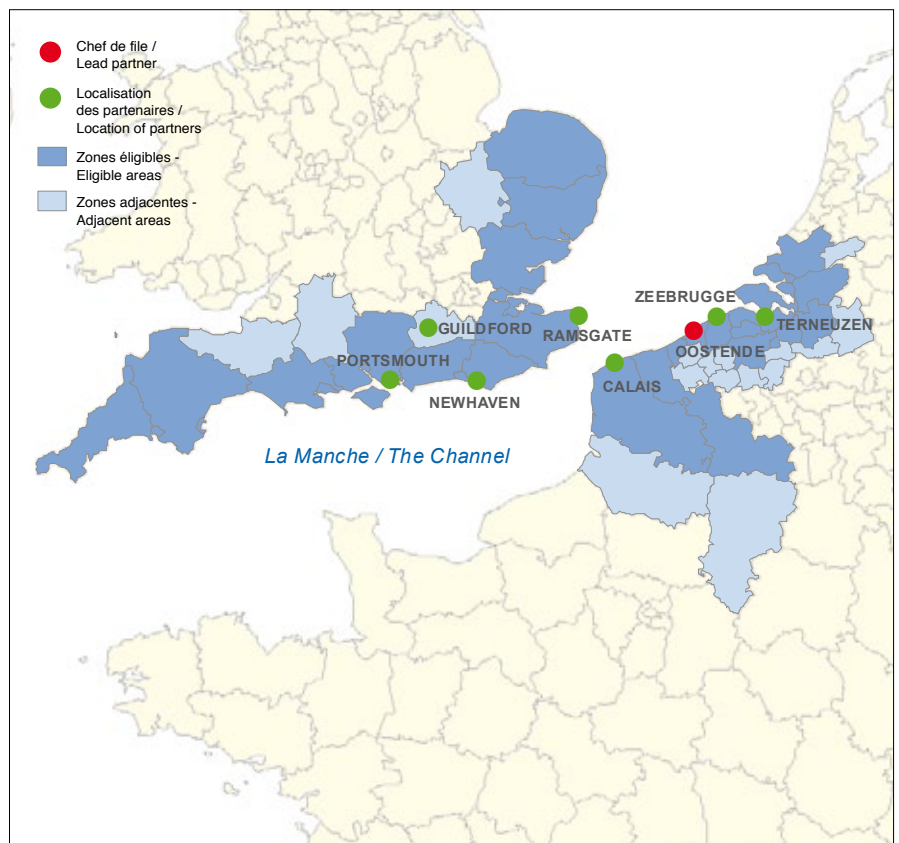 Chef de file /
Lead partner
Localisation
des partenaires /
Location of partners
Zones éligibles -
Eligible areas
Zones adjacentes -
Adjacent areas
ZEEBRUGGE
TERNEUZEN
GUILDFORD
RAMSGATE
OOSTENDE
PORTSMOUTH
CALAIS
NEWHAVEN
La Manche / The Channel